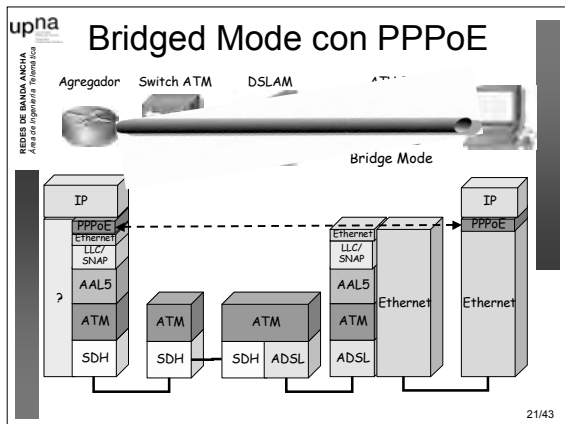 upna
REDES DE BANDA ANCHA
Área de Ingeniería Telemática
Bridged Mode con PPPoE
Agregador
Switch ATM
DSLAM
Bridge Mode
IP
PPPoE
Ethernet
LLC/
SNAP
?
AAL5
ATM
SDH
ATM
SDH
ATM
SDH
ADSL
Ethernet
LLC/
SNAP
AAL5
ATM
ADSL
Ethernet
IP
PPPoE
Ethernet
21/43